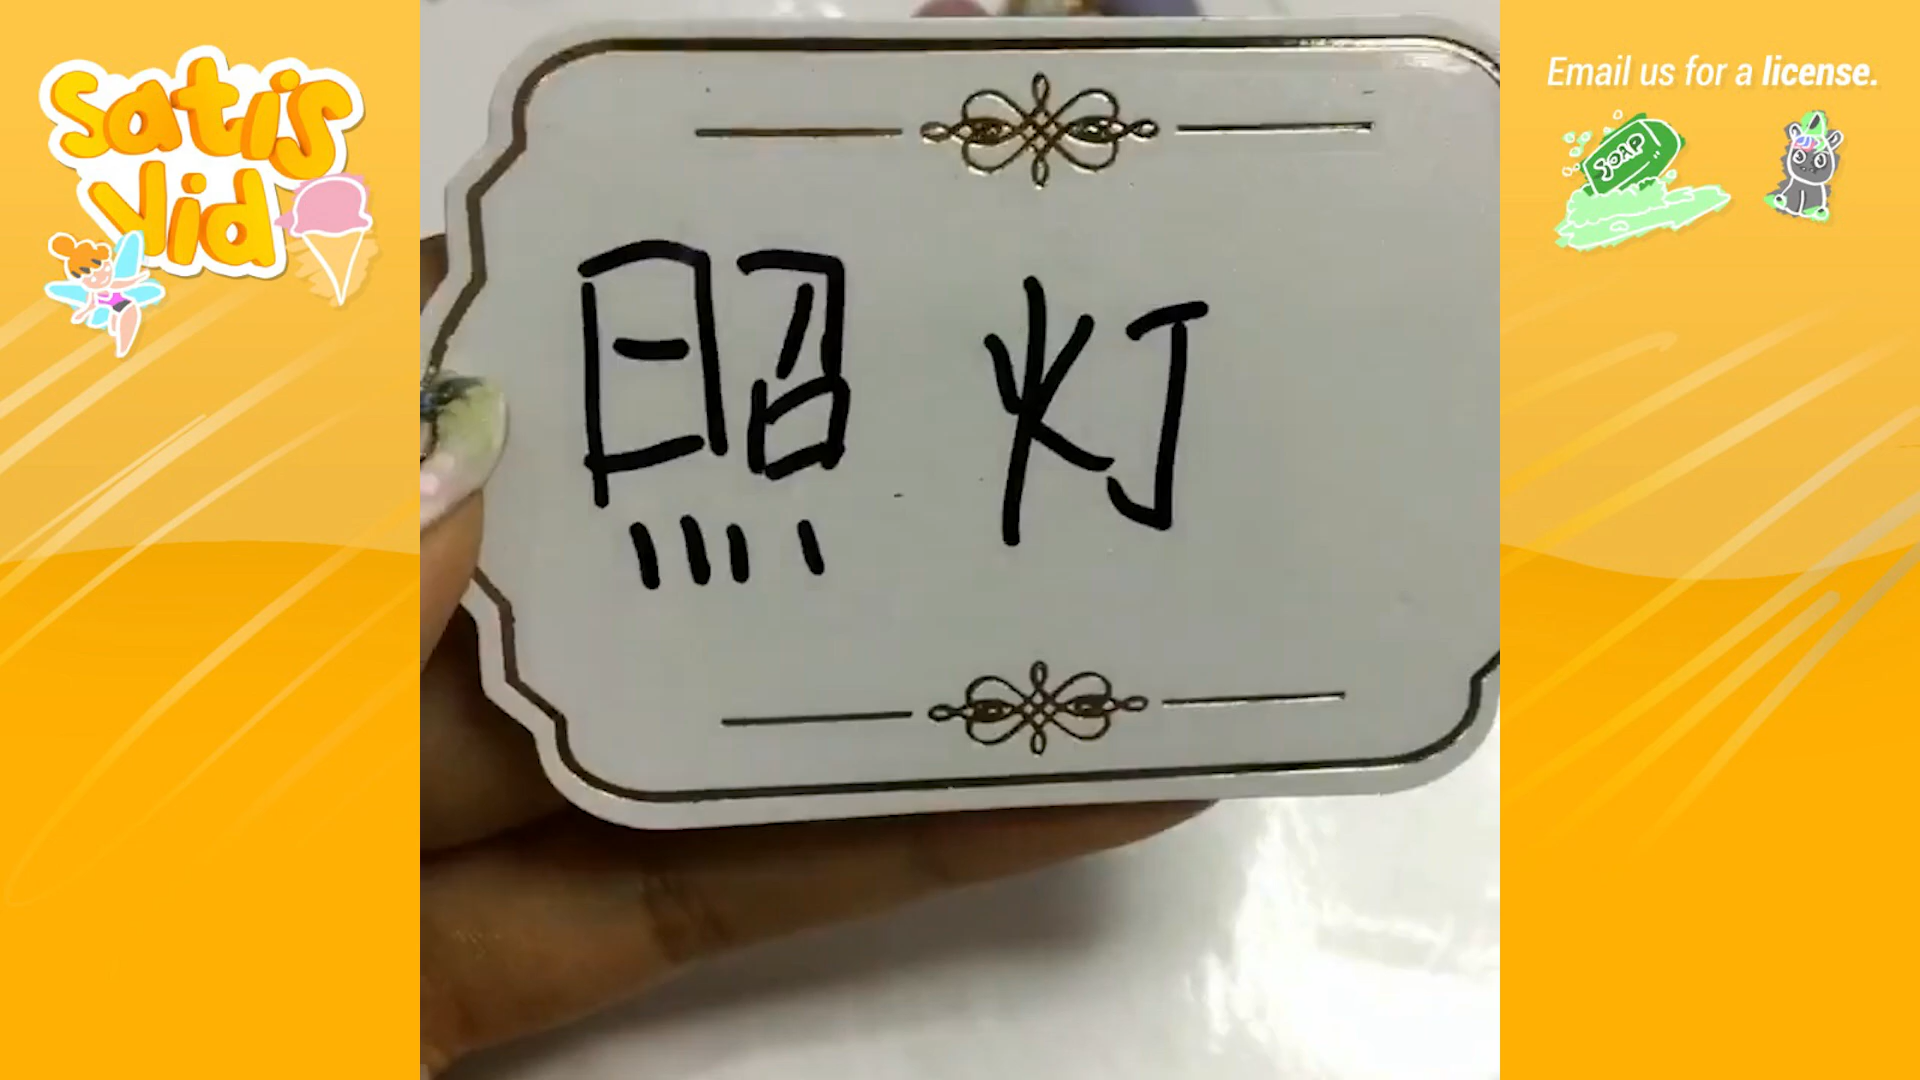 Satis
Vid
Email us for a license.
SOAP
照灯